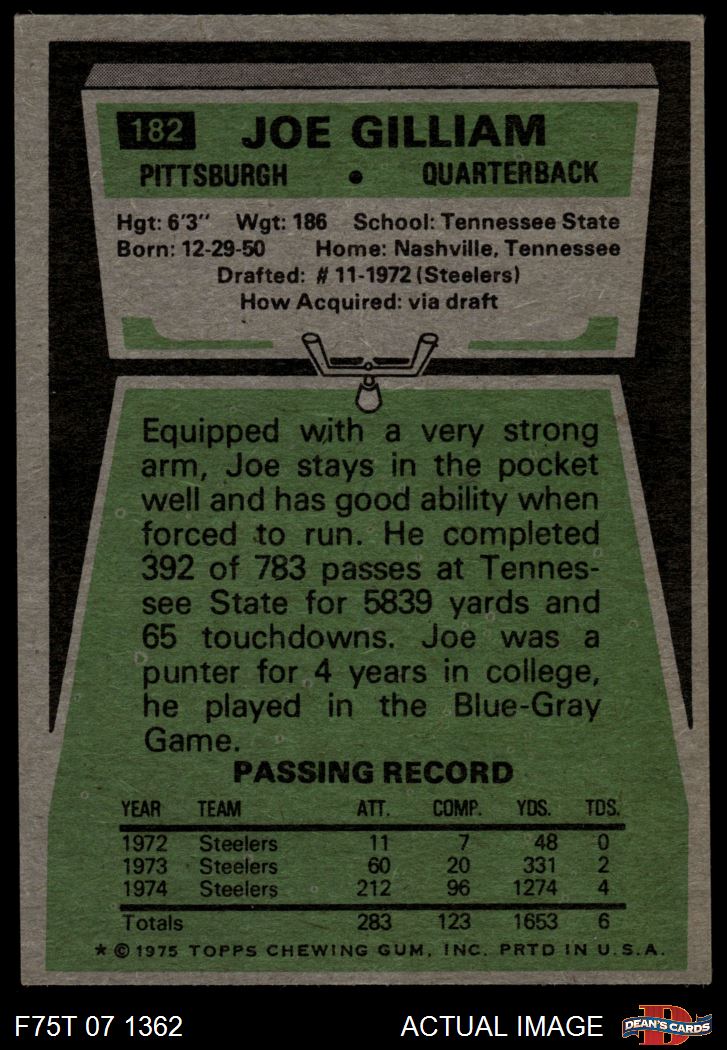 182 JOE GILLIAM
PITTSBURGH • QUARTERBACK
Hgt: 6'3" Wgt: 186 School: Tennessee State
Born: 12-29-50 Home: Nashville, Tennessee
Drafted: # 11-1972 (Steelers)
How Acquired: via draft
Equipped with a very strong
arm, Joe stays in the pocket
well and has good ability when
forced to run. He completed
392 of 783 passes at Tennes-
see State for 5839 yards and
65 touchdowns. Joe was a
punter for 4 years in college,
he played in the Blue-Gray
Game.
PASSING RECORD
YEAR TEAM ATT. COMP. YDS. TDS.
1972 Steelers 11 7 48 0
1973 Steelers 60 20 331 2
1974 Steelers 212 96 1274 4
Totals 283 123 1653 6
* © 1975 TOPPS CHEWING GUM, INC. PRTD IN U.S.A.
F75T 07 1362 ACTUAL IMAGE D DEAN'S CARDS